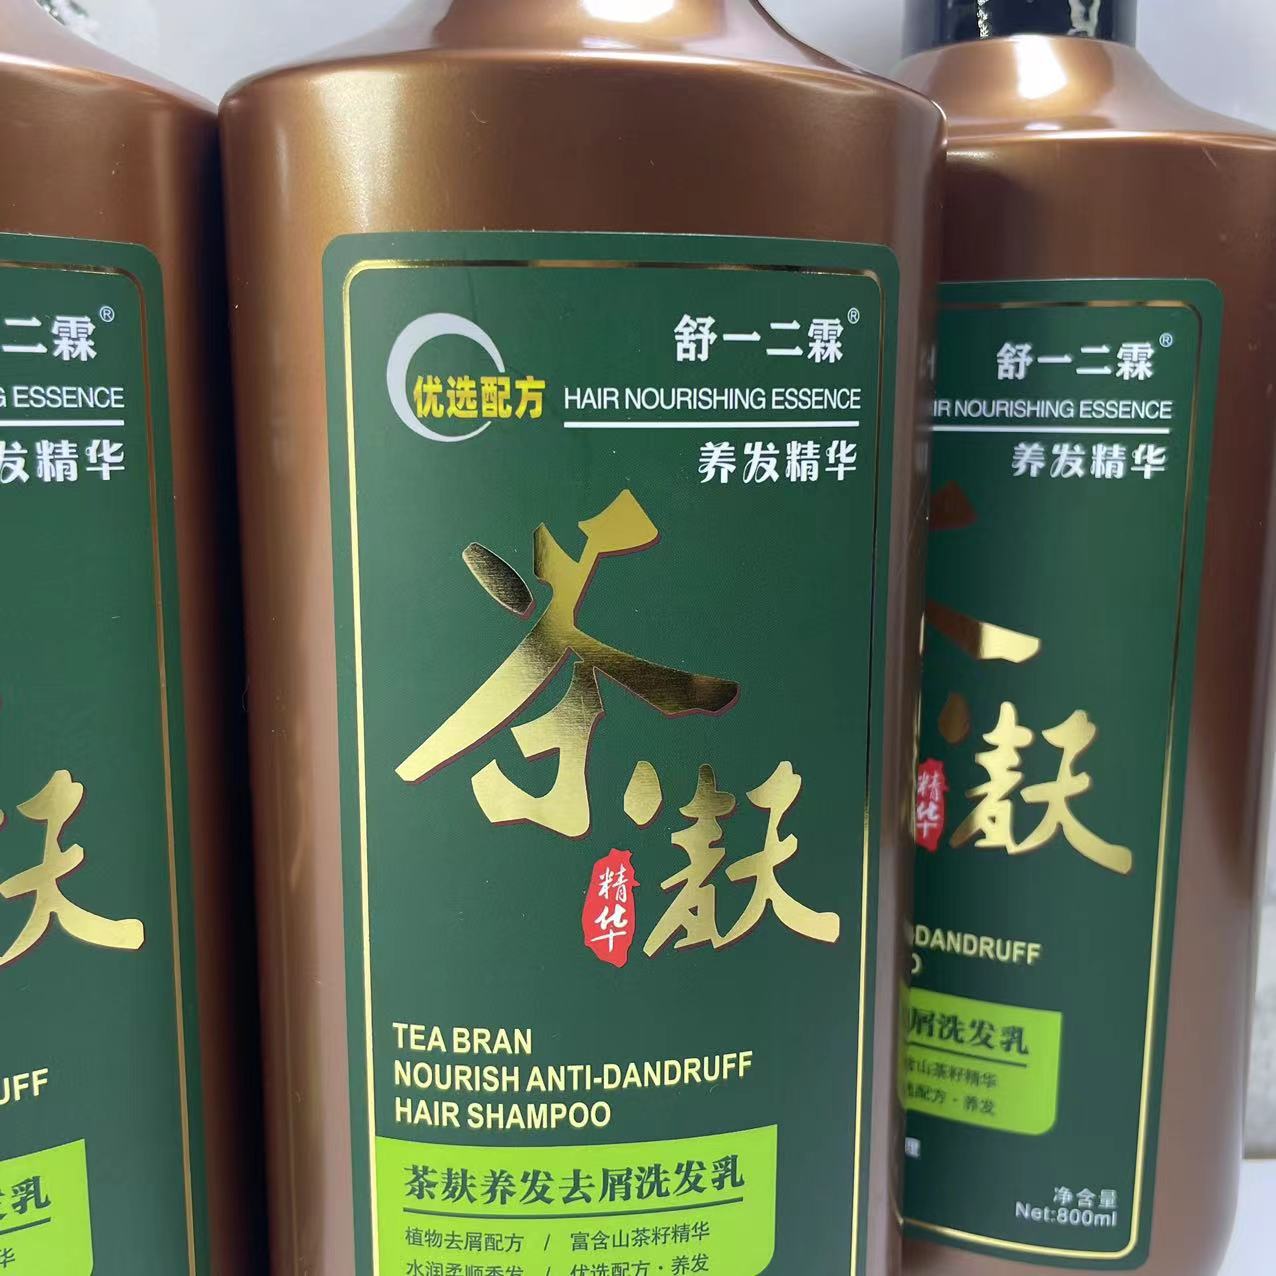 二霖®
G ESSENCE
发精华
UFF
发乳
华
优选配方
舒一二霖®
HAIR NOURISHING ESSENCE
养发精华
茶麸
精华
TEA BRAN
NOURISH ANTI-DANDRUFF
HAIR SHAMPOO
茶麸养发去屑洗发乳
植物去屑配方 / 富含山茶籽精华
水润柔顺秀发 / 优选配方·养发
舒一二霖®
IR NOURISHING ESSENCE
养发精华
麸
精华
-DANDRUFF
O
屑洗发乳
含山茶籽精华
选配方·养发
净含量
Net:800ml